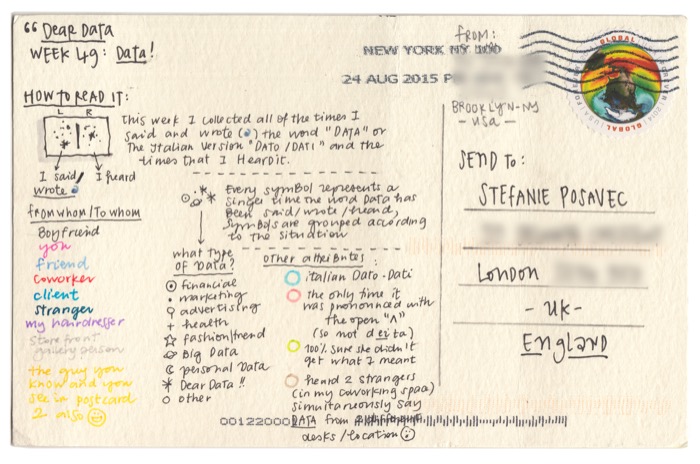 “ Dear Data
WEEK 49: Data!
HOW TO READ IT:
L R
I said/
wrote
I heard
This week I collected all of the times I
said and wrote ( ) the word "DATA" or
The Italian version "DATO/DATI" and the
times that I Heard it.
Every symBol represents a
single time the word Data has
Been said/wrote/heard,
symBols are grouped according
to the situation
from whom/To whom
Boyfriend
you
friend
coworker
client
stranger
my hairdresser
store front
gallery person
the guy you
know and you
see in postcard
2 also
what type
of Data?
financial
marketing
advertising
health
fashion/trend
Big Data
personal Data
Dear Data !!
other
other attributes:
italian Dato-Dati
the only time it
was pronounced with
the open "A"
(so not deita)
100% sure she didn't
get what I meant
heard 2 strangers
(in my coworking space)
simultaneously say
DATA from 2 different
desks/location
00122000
NEW YORK NY 100
24 AUG 2015 P
from:
BROOKLYN-NY
- USA -
GLOBAL
SEND TO:
STEFANIE POSAVEC
London
- UK -
England